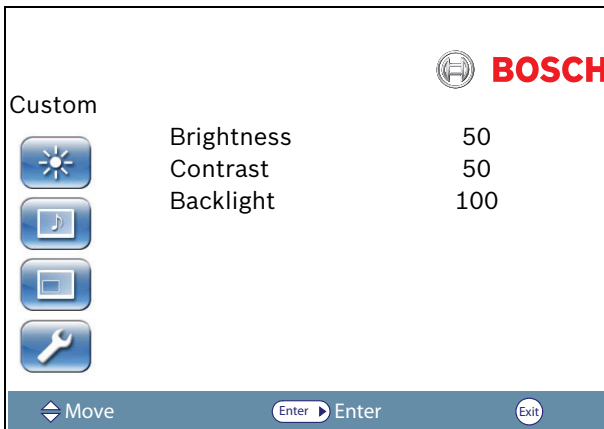 BOSCH
Custom
Brightness 50
Contrast 50
Backlight 100
Move Enter Enter Exit